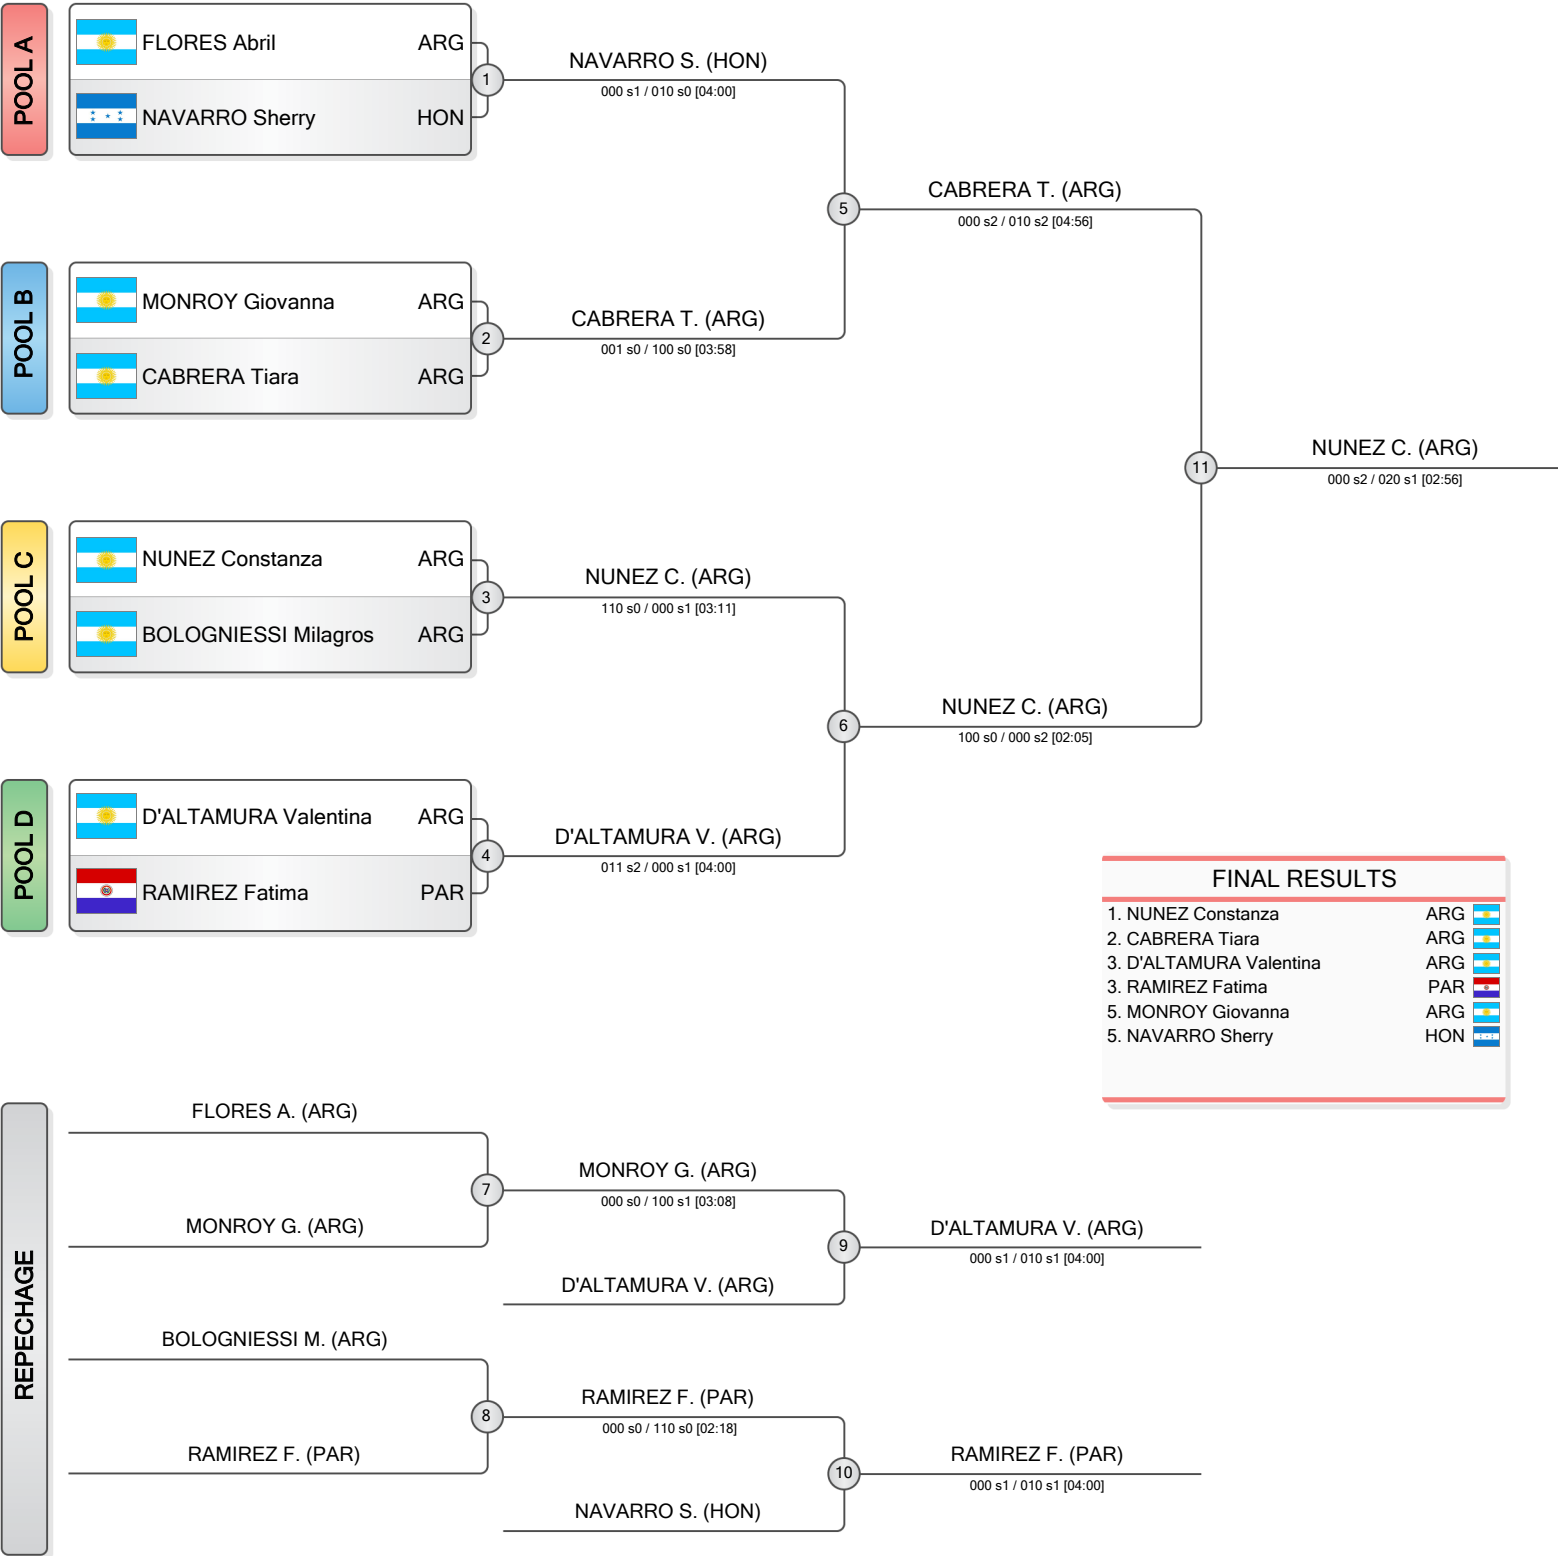 POOL A
FLORES Abril ARG
NAVARRO Sherry HON
1
NAVARRO S. (HON)
000 s1 / 010 s0 [04:00]
5
CABRERA T. (ARG)
000 s2 / 010 s2 [04:56]
POOL B
MONROY Giovanna ARG
CABRERA Tiara ARG
2
CABRERA T. (ARG)
001 s0 / 100 s0 [03:58]
11
NUNEZ C. (ARG)
000 s2 / 020 s1 [02:56]
POOL C
NUNEZ Constanza ARG
BOLOGNIESSI Milagros ARG
3
NUNEZ C. (ARG)
110 s0 / 000 s1 [03:11]
6
NUNEZ C. (ARG)
100 s0 / 000 s2 [02:05]
POOL D
D'ALTAMURA Valentina ARG
RAMIREZ Fatima PAR
4
D'ALTAMURA V. (ARG)
011 s2 / 000 s1 [04:00]
FINAL RESULTS
1. NUNEZ Constanza ARG
2. CABRERA Tiara ARG
3. D'ALTAMURA Valentina ARG
3. RAMIREZ Fatima PAR
5. MONROY Giovanna ARG
5. NAVARRO Sherry HON
REPECHAGE
FLORES A. (ARG)
MONROY G. (ARG)
7
MONROY G. (ARG)
000 s0 / 100 s1 [03:08]
D'ALTAMURA V. (ARG)
9
D'ALTAMURA V. (ARG)
000 s1 / 010 s1 [04:00]
BOLOGNIESSI M. (ARG)
RAMIREZ F. (PAR)
8
RAMIREZ F. (PAR)
000 s0 / 110 s0 [02:18]
NAVARRO S. (HON)
10
RAMIREZ F. (PAR)
000 s1 / 010 s1 [04:00]